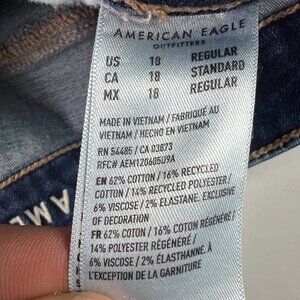 AMERICAN EAGLE
OUTFITTERS
US 18 REGULAR
CA 18 STANDARD
MX 18 REGULAR
MADE IN VIETNAM / FABRIQUÉ AU
VIETNAM / HECHO EN VIETNAM
RN 54485 / CA 03873
RFC# AEM120605U9A
EN 62% COTTON / 16% RECYCLED
COTTON / 14% RECYCLED POLYESTER /
6% VISCOSE / 2% ELASTANE. EXCLUSIVE
OF DECORATION
FR 62% COTON / 16% COTON RÉGÉNÉRÉ /
14% POLYESTER RÉGÉNÉRÉ /
6% VISCOSE / 2% ÉLASTHANNE. À
L'EXCEPTION DE LA GARNITURE
AME